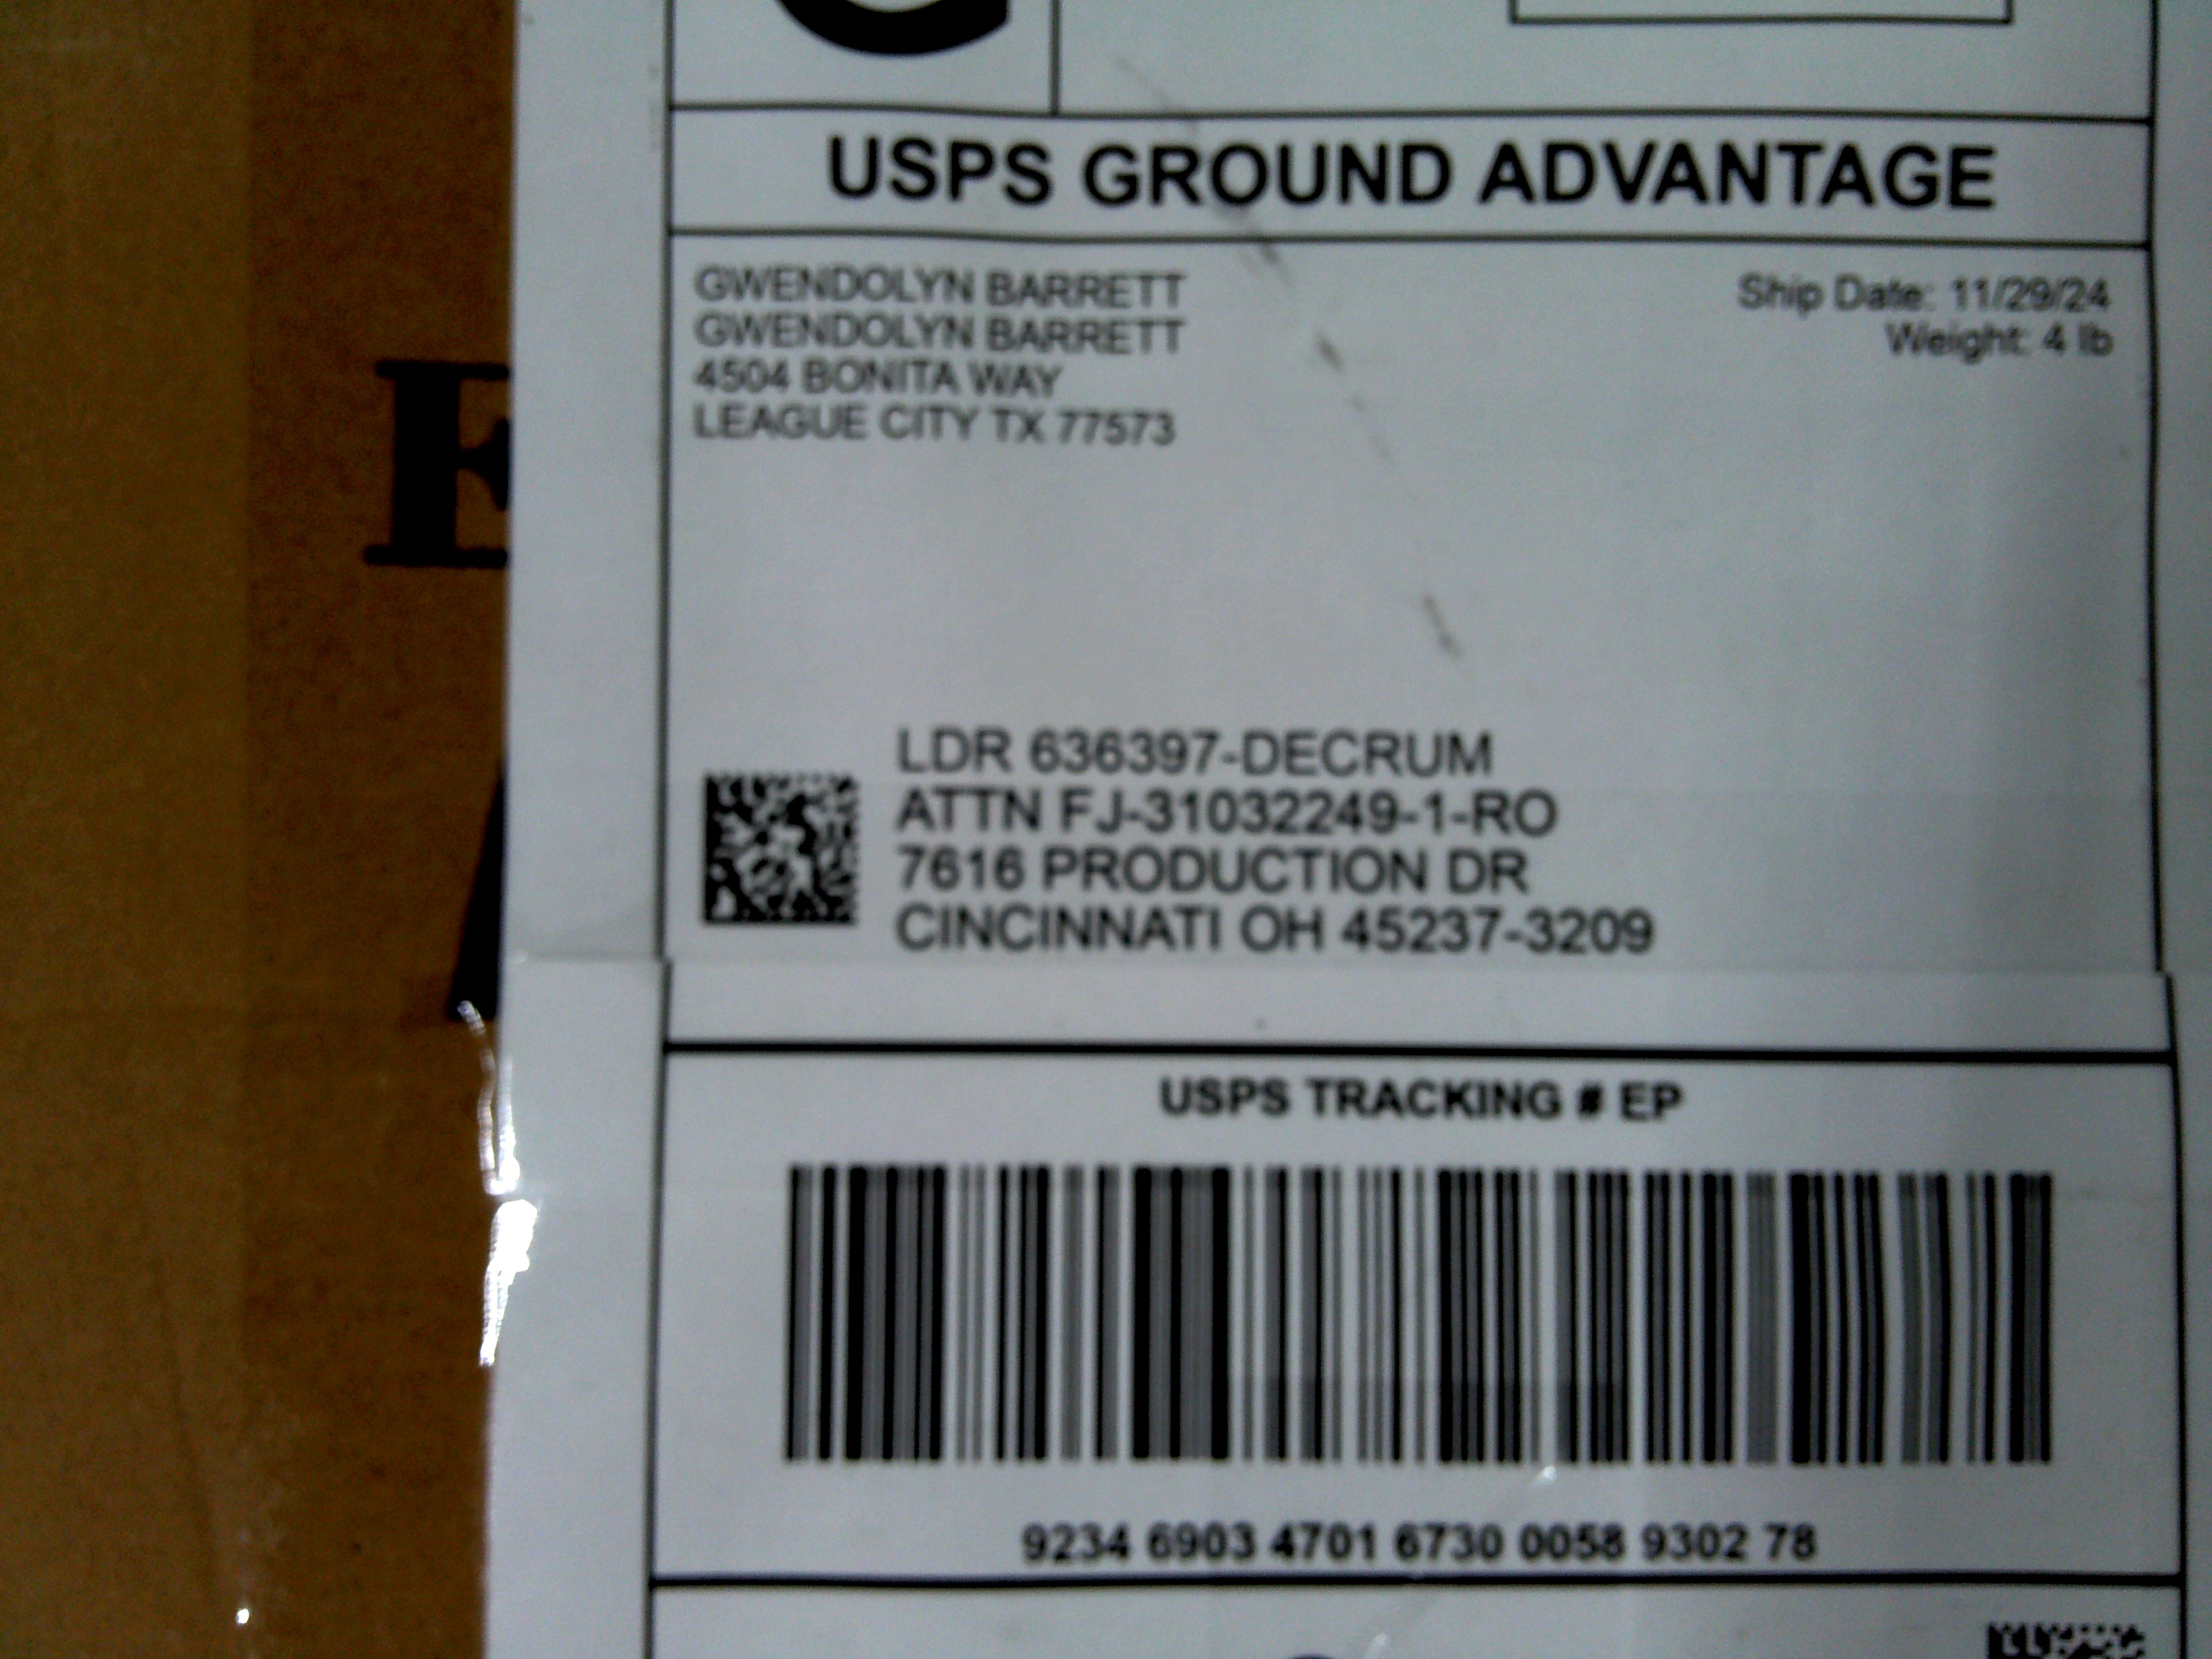 USPS GROUND ADVANTAGE
GWENDOLYN BARRETT
GWENDOLYN BARRETT
4504 BONITA WAY
LEAGUE CITY TX 77573
Ship Date: 11/29/24
Weight: 4 lb
LDR 636397-DECRUM
ATTN FJ-31032249-1-RO
7616 PRODUCTION DR
CINCINNATI OH 45237-3209
USPS TRACKING # EP
9234 6903 4701 6730 0058 9302 78